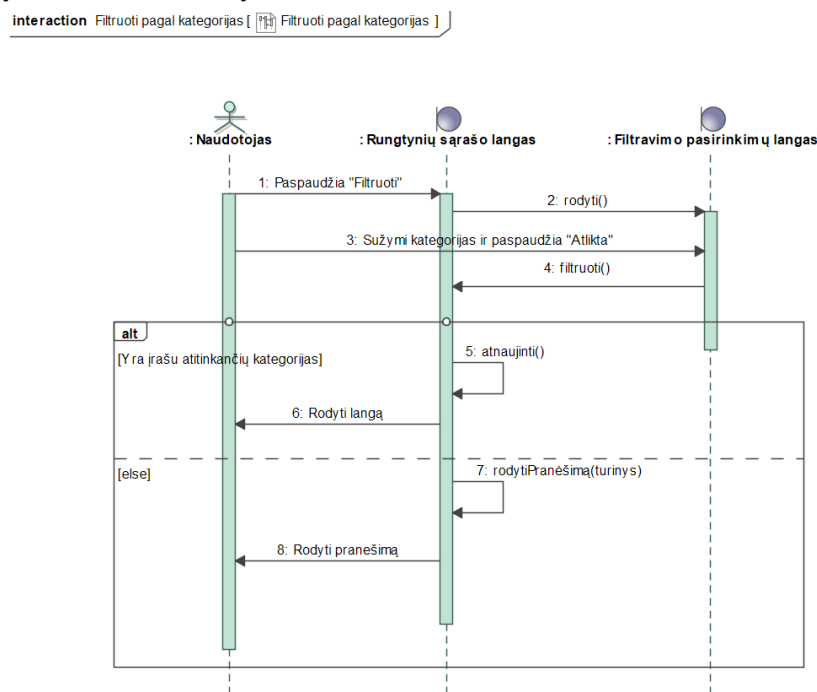 interaction Filtruoti pagal kategorijas [ Filtruoti pagal kategorijas ]
: Naudotojas
: Rungtynių sąrašo langas
: Filtravimo pasirinkimų langas
1: Paspaudžia "Filtruoti"
2: rodyti()
3: Sužymi kategorijas ir paspaudžia "Atlikta"
4: filtruoti()
alt
[Yra įrašu atitinkančių kategorijas]
5: atnaujinti()
6: Rodyti langą
[else]
7: rodytiPranešimą(turinys)
8: Rodyti pranešimą